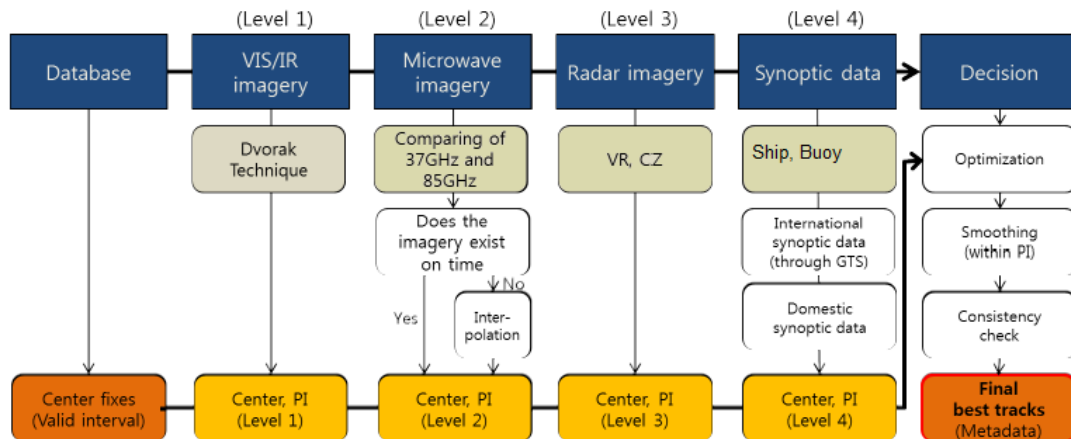 (Level 1)
(Level 2)
(Level 3)
(Level 4)
Database
VIS/IR
imagery
Microwave
imagery
Radar imagery
Synoptic data
Decision
Dvorak
Technique
Comparing of
37GHz and
85GHz
VR, CZ
Ship, Buoy
Optimization
Does the
imagery exist
on time
International
synoptic data
(through GTS)
Smoothing
(within PI)
No
Yes
Inter-
polation
Domestic
synoptic data
Consistency
check
Center fixes
(Valid interval)
Center, PI
(Level 1)
Center, PI
(Level 2)
Center, PI
(Level 3)
Center, PI
(Level 4)
Final
best tracks
(Metadata)